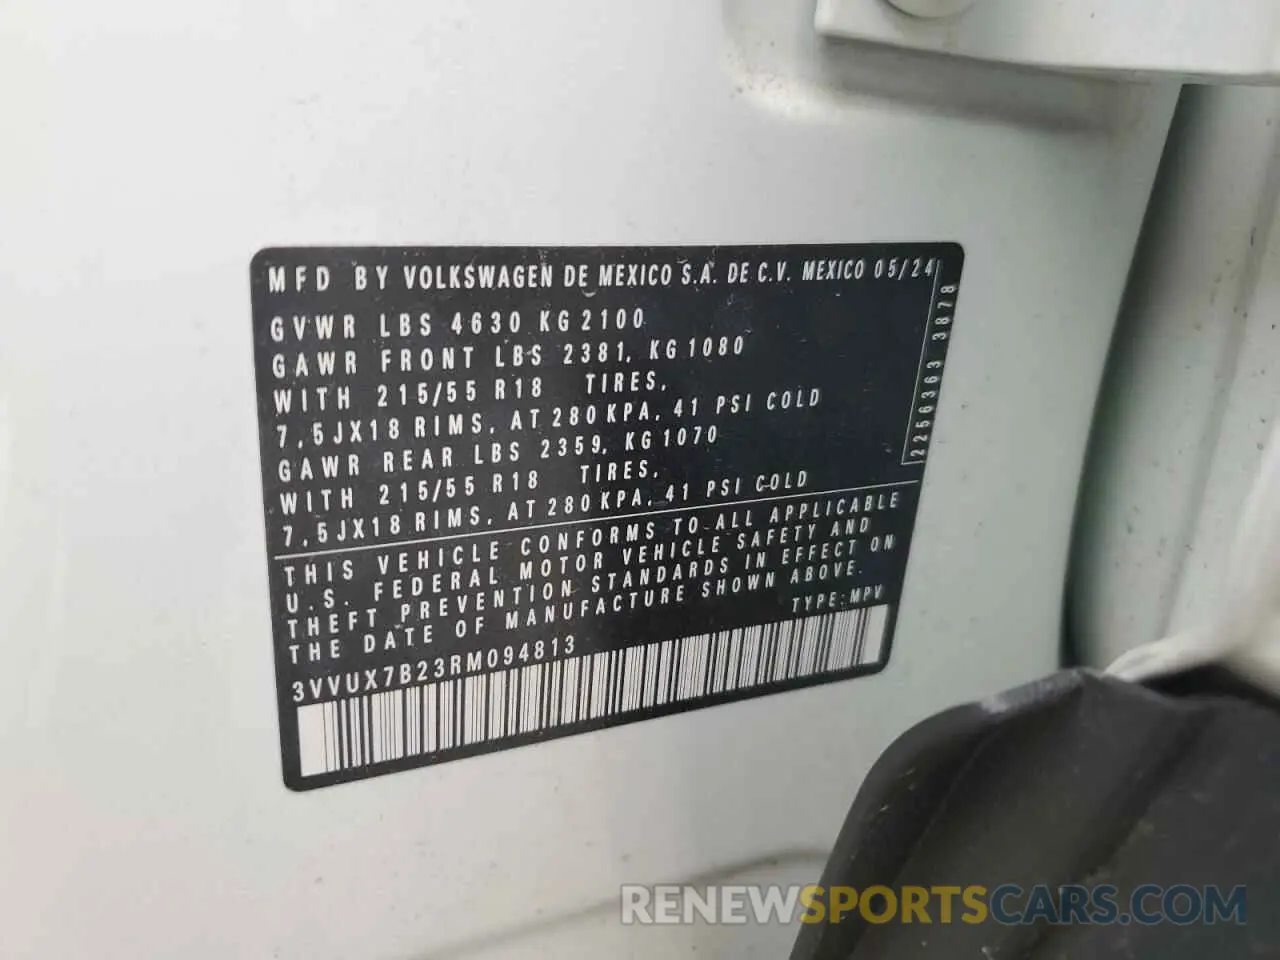 MFD BY VOLKSWAGEN DE MEXICO S.A. DE C.V. MEXICO 05/24
GVWR LBS 4630 KG 2100
GAWR FRONT LBS 2381, KG 1080
WITH 215/55 R18 TIRES,
7,5JX18 RIMS, AT 280 KPA, 41 PSI COLD
GAWR REAR LBS 2359, KG 1070
WITH 215/55 R18 TIRES,
7,5JX18 RIMS, AT 280 KPA, 41 PSI COLD
2256363 3878
THIS VEHICLE CONFORMS TO ALL APPLICABLE
U.S. FEDERAL MOTOR VEHICLE SAFETY AND
THEFT PREVENTION STANDARDS IN EFFECT ON
THE DATE OF MANUFACTURE SHOWN ABOVE.
TYPE: MPV
3VVUX7B23RM094813
RENEWSPORTSCARS.COM